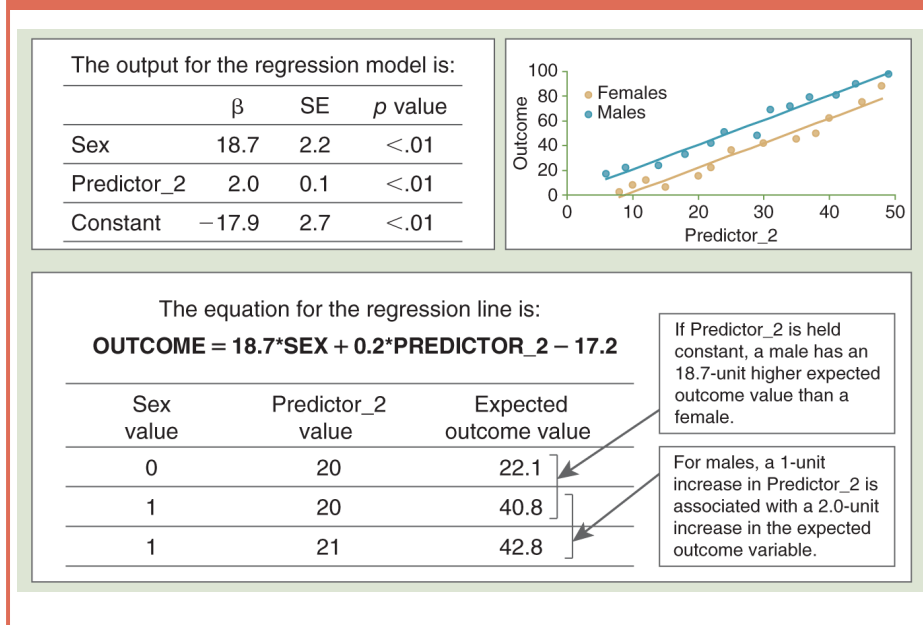 The output for the regression model is:
β SE p value
Sex 18.7 2.2 <.01
Predictor_2 2.0 0.1 <.01
Constant −17.9 2.7 <.01
100
80
60
40
20
0
Outcome
Females
Males
0 10 20 30 40 50
Predictor_2
The equation for the regression line is:
OUTCOME = 18.7*SEX + 0.2*PREDICTOR_2 − 17.2
Sex Predictor_2 Expected
value value outcome value
0 20 22.1
1 20 40.8
1 21 42.8
If Predictor_2 is held
constant, a male has an
18.7-unit higher expected
outcome value than a
female.
For males, a 1-unit
increase in Predictor_2 is
associated with a 2.0-unit
increase in the expected
outcome variable.